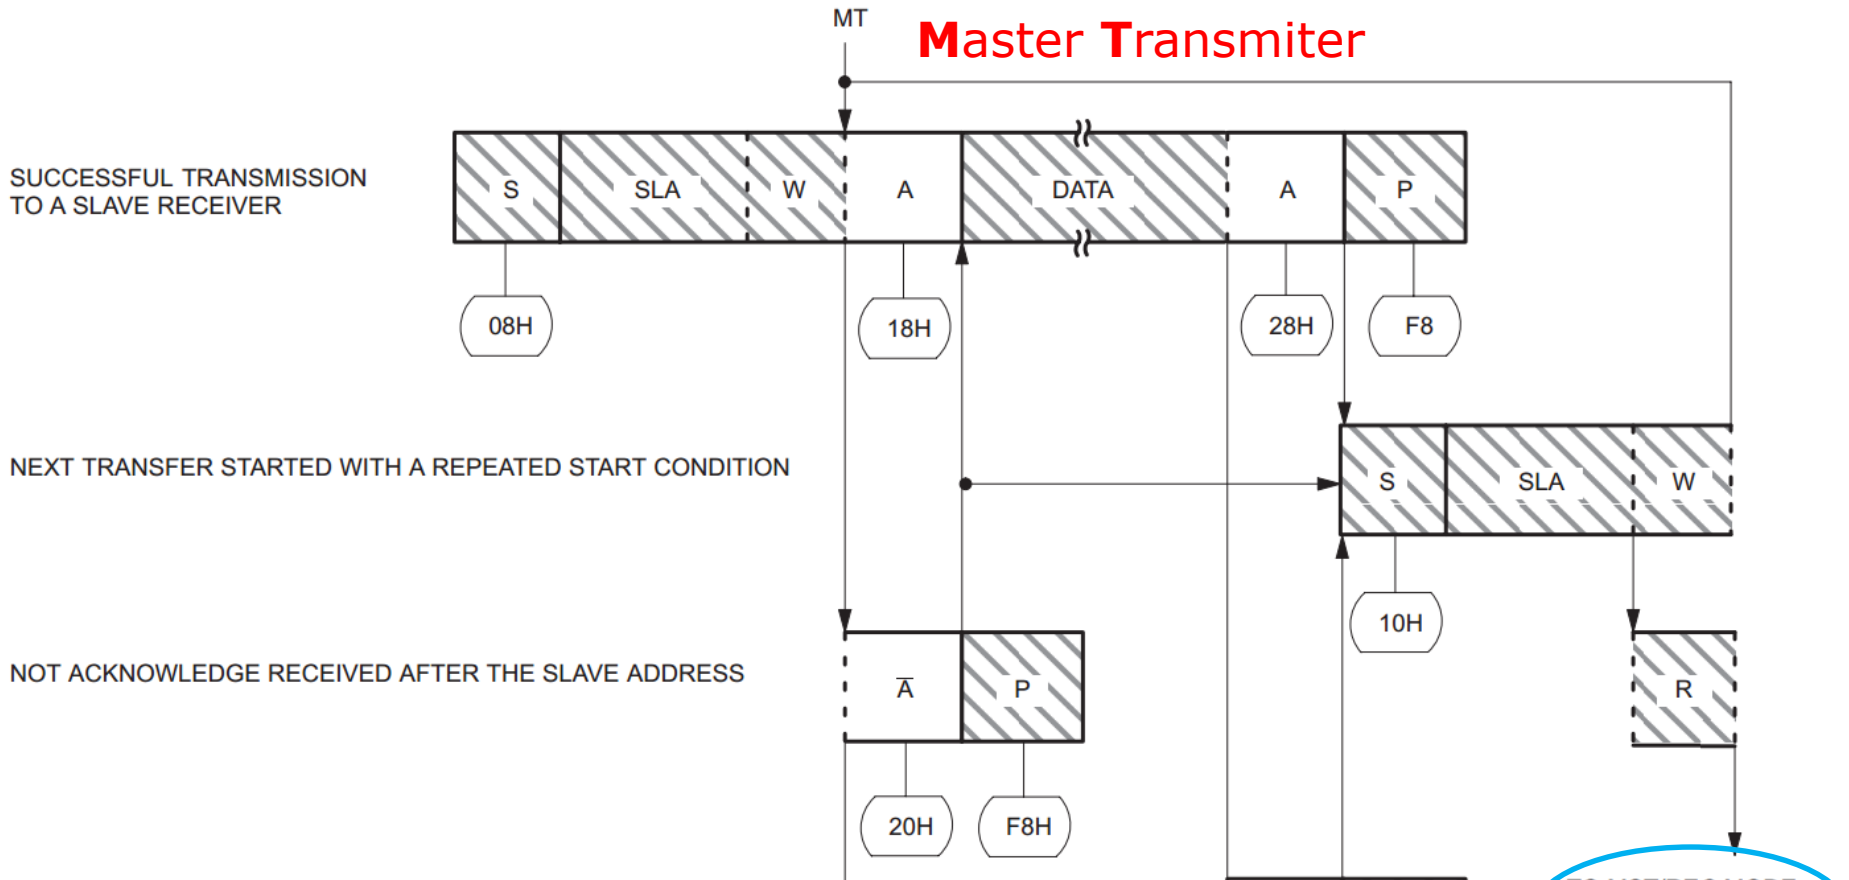 MT
Master Transmiter
SUCCESSFUL TRANSMISSION
TO A SLAVE RECEIVER
S SLA W A DATA A P
08H 18H 28H F8
NEXT TRANSFER STARTED WITH A REPEATED START CONDITION
S SLA W
10H
NOT ACKNOWLEDGE RECEIVED AFTER THE SLAVE ADDRESS
A̅ P R
20H F8H